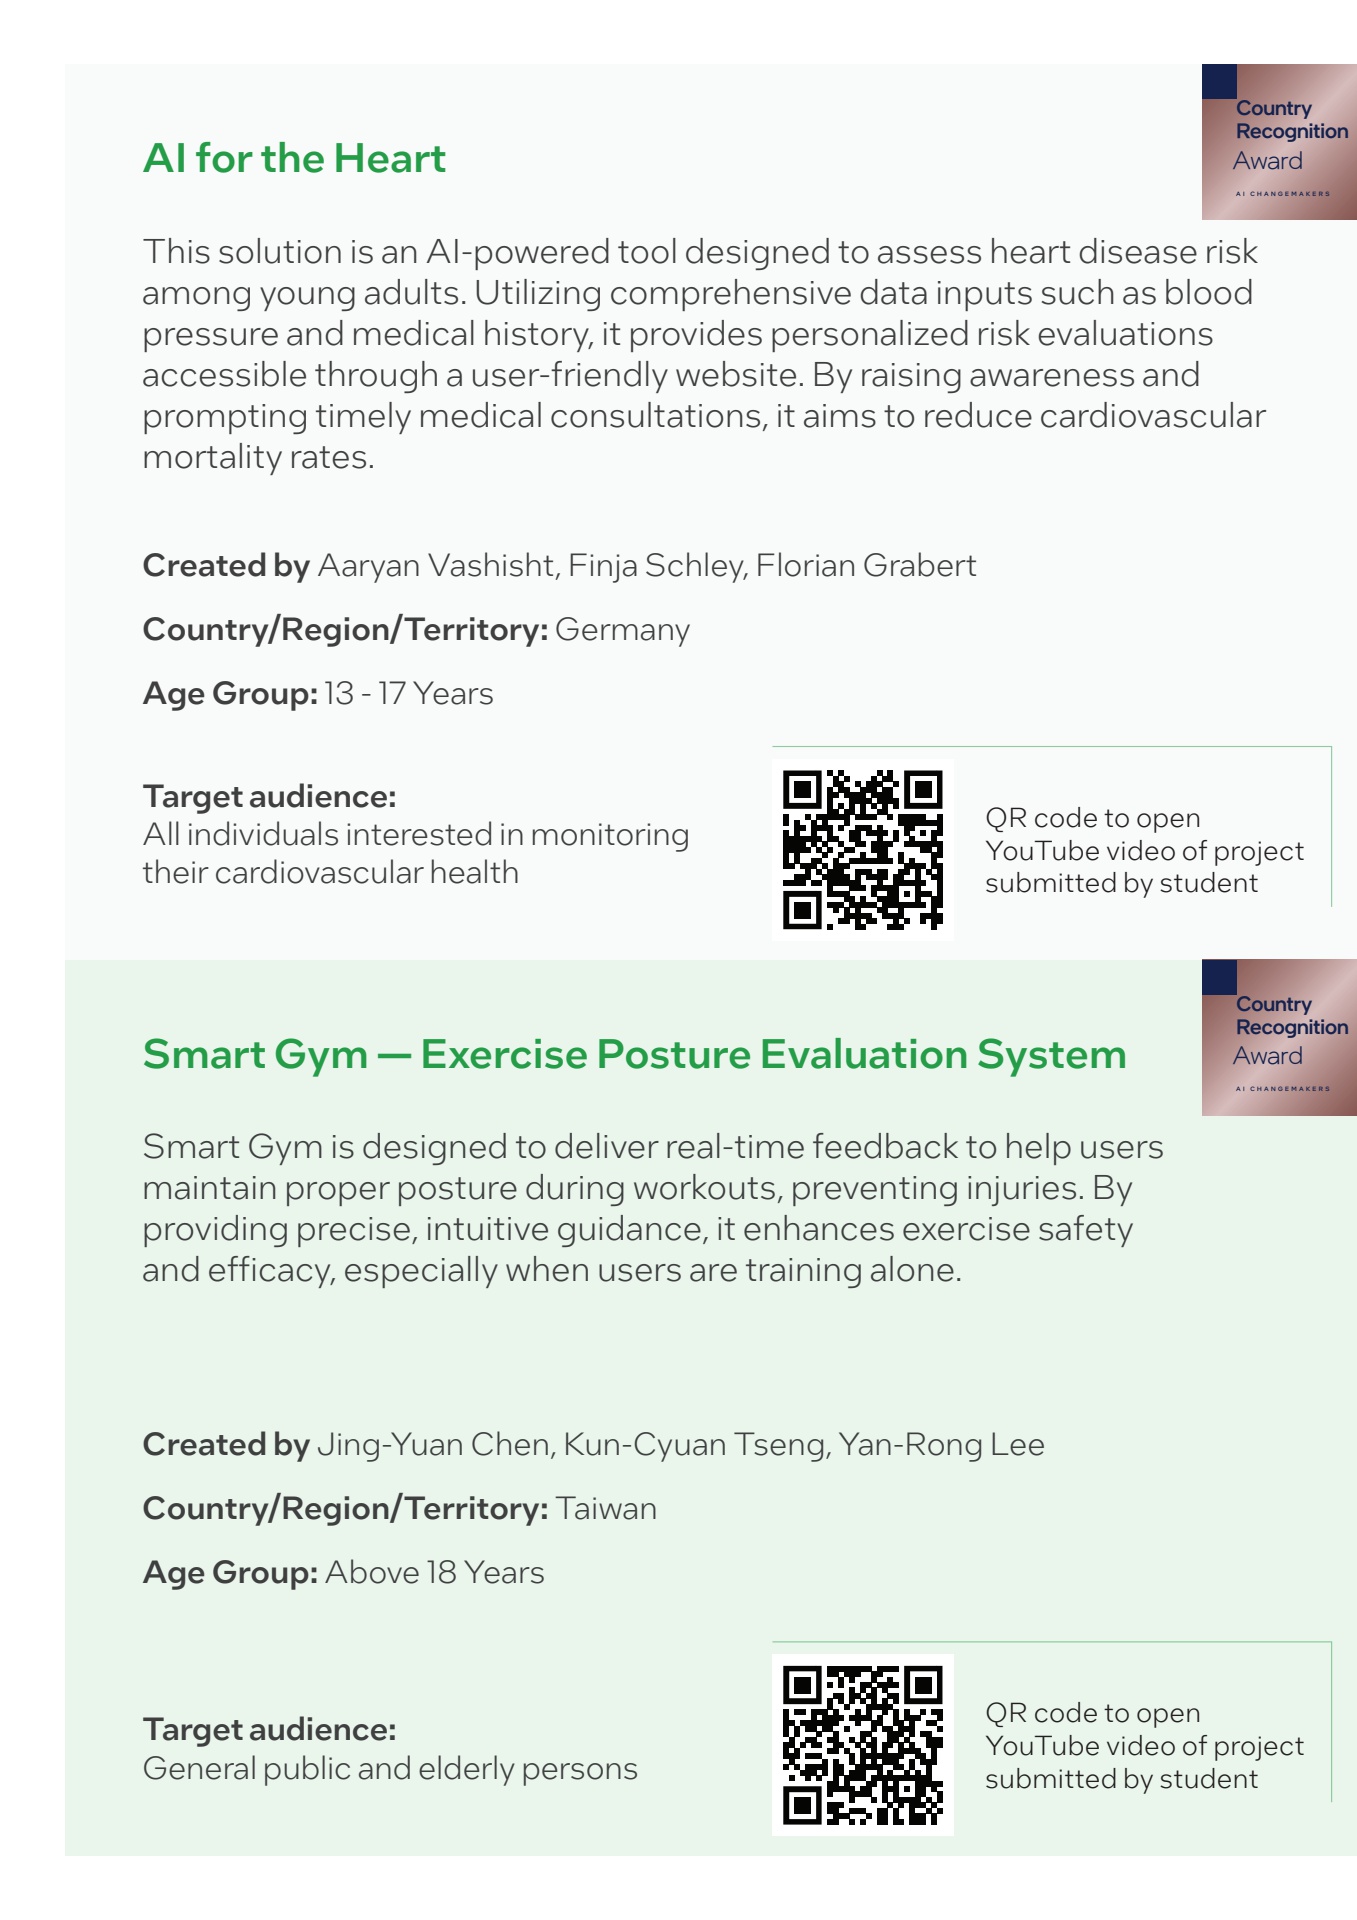 Country
Recognition
Award
AI CHANGEMAKERS
AI for the Heart
This solution is an AI-powered tool designed to assess heart disease risk
among young adults. Utilizing comprehensive data inputs such as blood
pressure and medical history, it provides personalized risk evaluations
accessible through a user-friendly website. By raising awareness and
prompting timely medical consultations, it aims to reduce cardiovascular
mortality rates.
Created by Aaryan Vashisht, Finja Schley, Florian Grabert
Country/Region/Territory: Germany
Age Group: 13 - 17 Years
Target audience:
All individuals interested in monitoring
their cardiovascular health
QR code to open
YouTube video of project
submitted by student
Country
Recognition
Award
AI CHANGEMAKERS
Smart Gym — Exercise Posture Evaluation System
Smart Gym is designed to deliver real-time feedback to help users
maintain proper posture during workouts, preventing injuries. By
providing precise, intuitive guidance, it enhances exercise safety
and efficacy, especially when users are training alone.
Created by Jing-Yuan Chen, Kun-Cyuan Tseng, Yan-Rong Lee
Country/Region/Territory: Taiwan
Age Group: Above 18 Years
Target audience:
General public and elderly persons
QR code to open
YouTube video of project
submitted by student